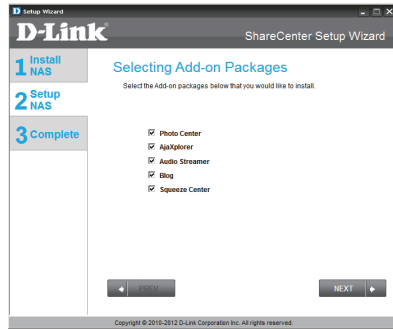 D Setup Wizard
D-Link
ShareCenter Setup Wizard
1 Install NAS
2 Setup NAS
3 Complete
Selecting Add-on Packages
Select the Add-on packages below that you would like to install.
Photo Center
AjaXplorer
Audio Streamer
Blog
Squeeze Center
PREV
NEXT
Copyright © 2010-2012 D-Link Corporation Inc. All rights reserved.